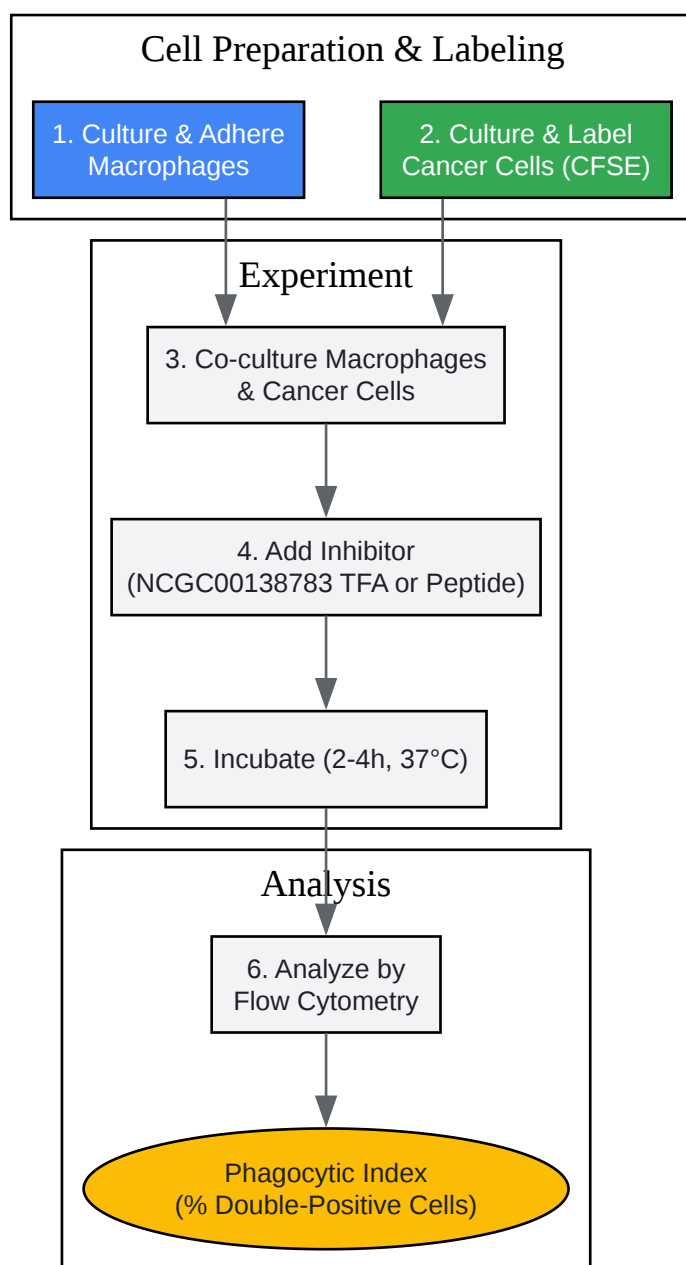 Cell Preparation & Labeling
1. Culture & Adhere
Macrophages
2. Culture & Label
Cancer Cells (CFSE)
Experiment
3. Co-culture Macrophages
& Cancer Cells
4. Add Inhibitor
(NCGC00138783 TFA or Peptide)
5. Incubate (2-4h, 37°C)
Analysis
6. Analyze by
Flow Cytometry
Phagocytic Index
(% Double-Positive Cells)